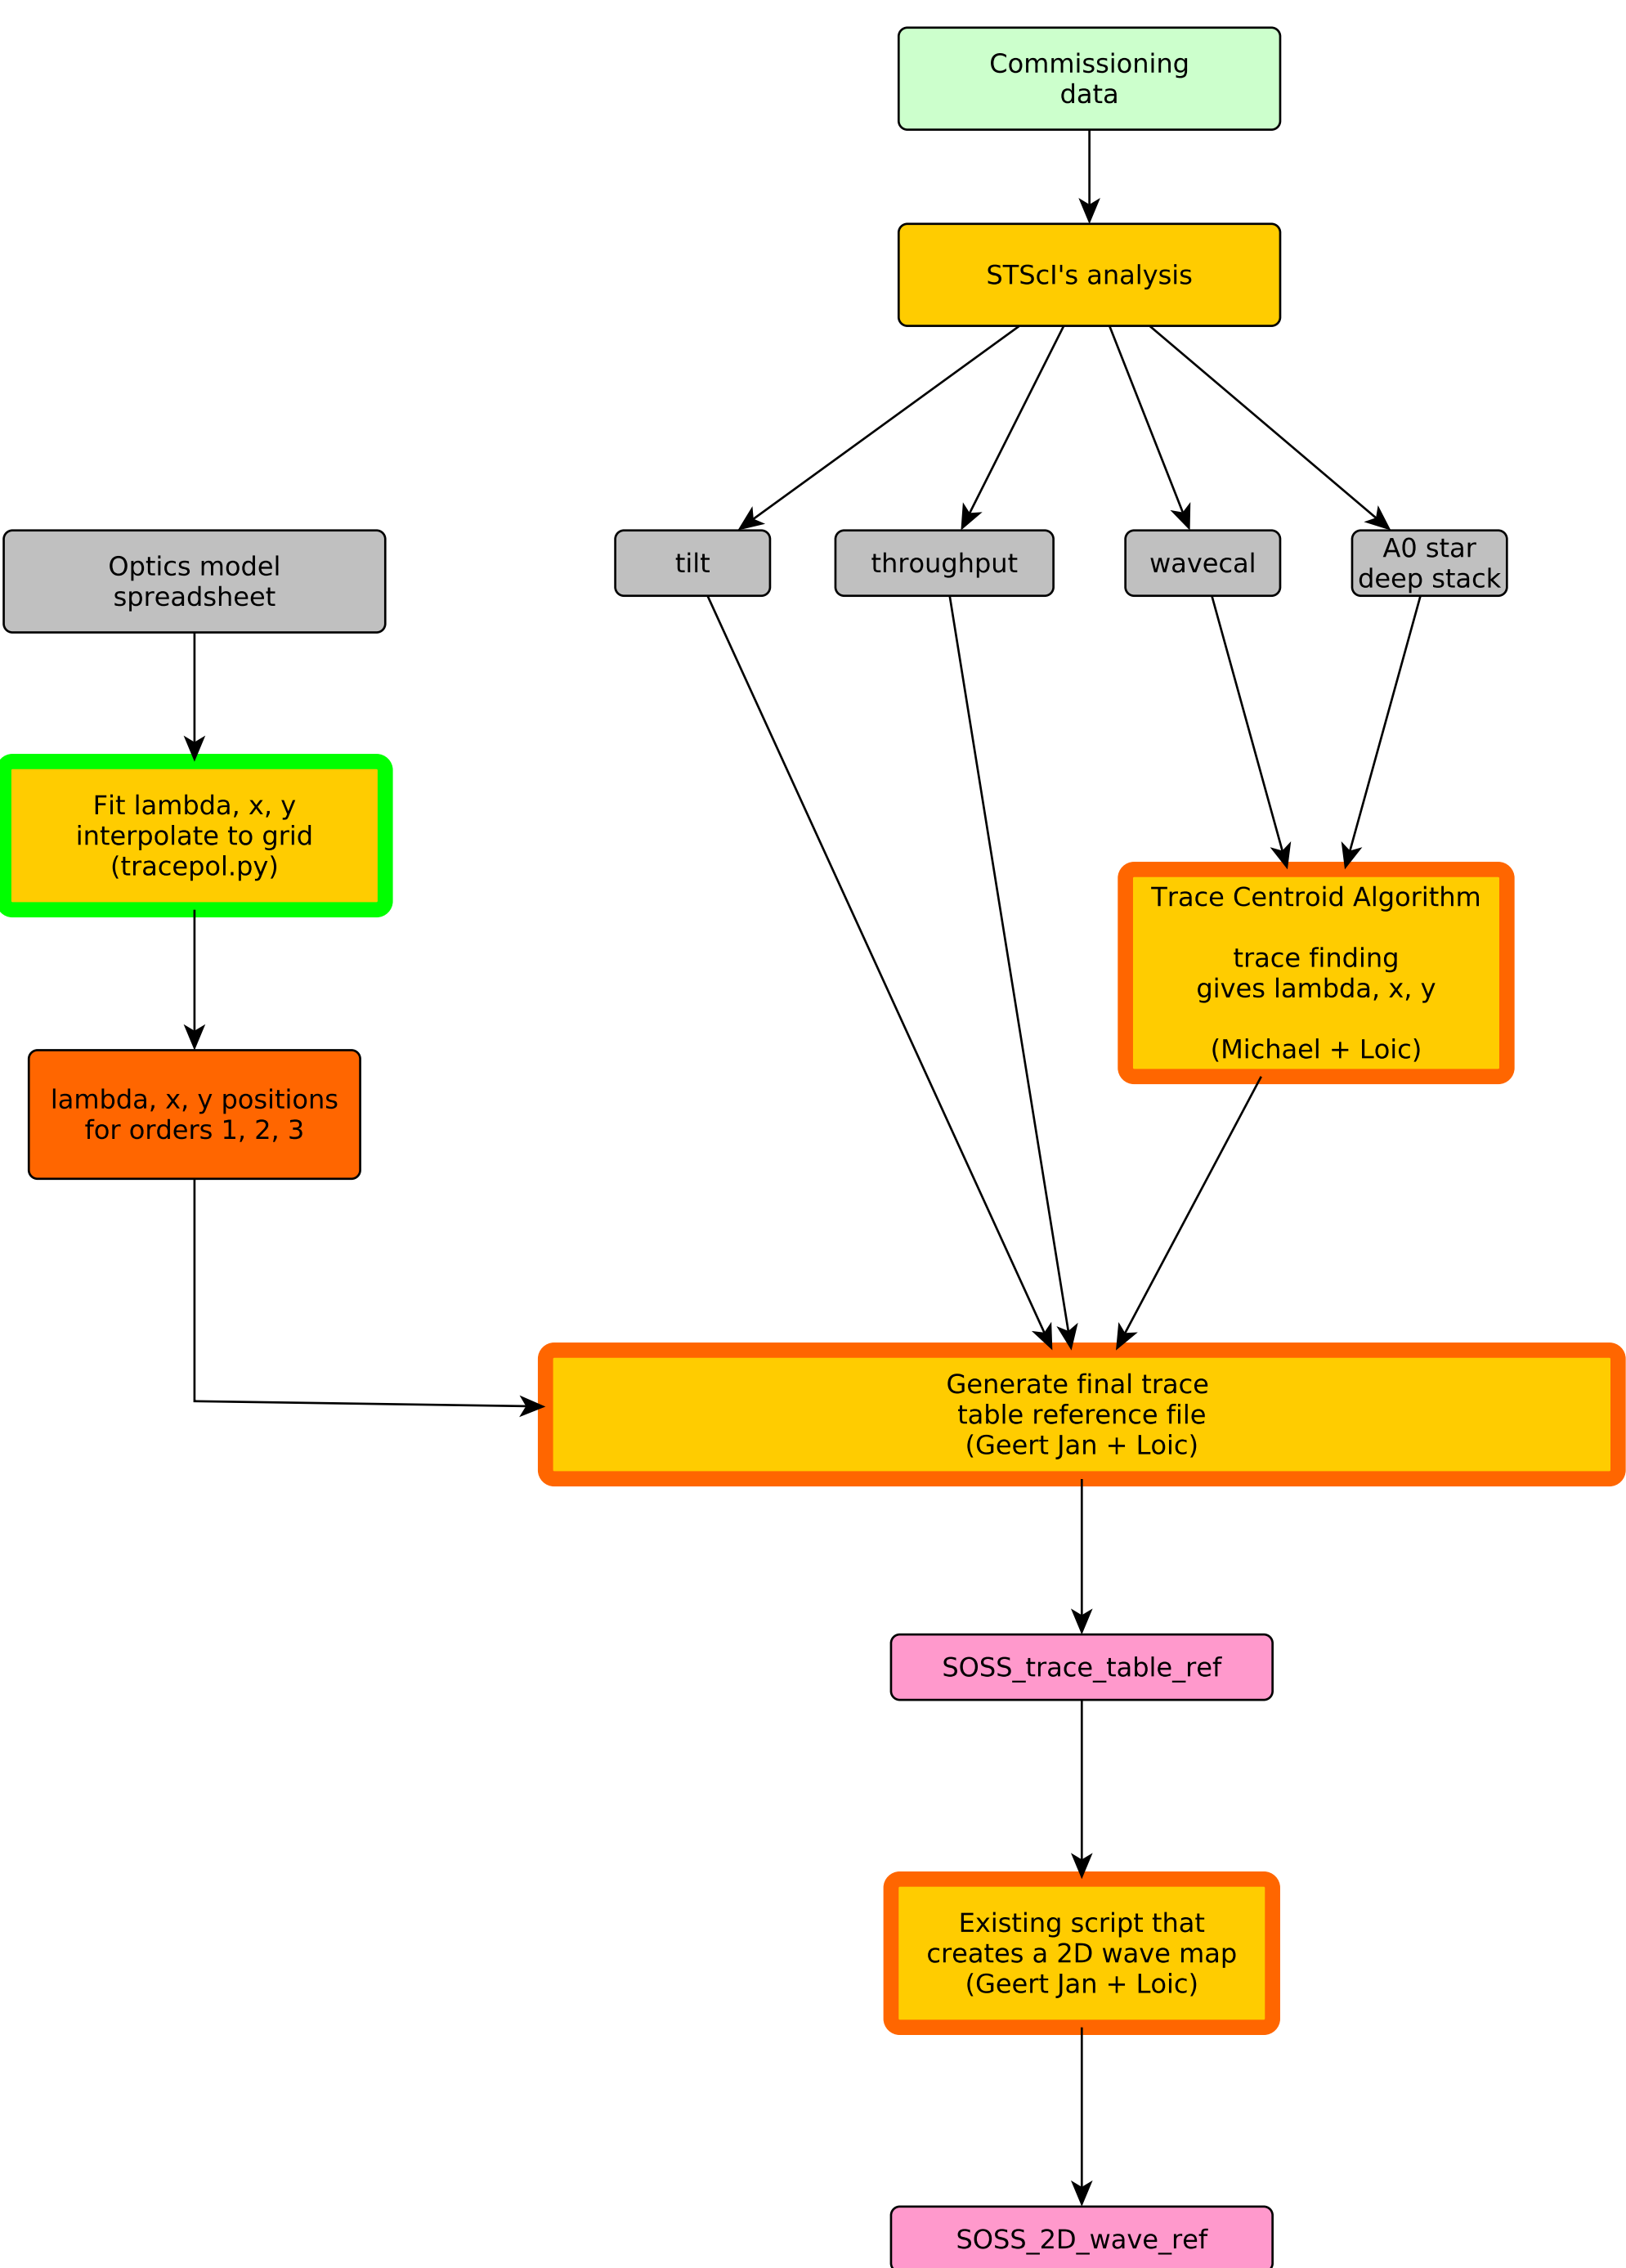 Commissioning
data
STScI's analysis
Optics model
spreadsheet
tilt
throughput
wavecal
A0 star
deep stack
Fit lambda, x, y
interpolate to grid
(tracepol.py)
Trace Centroid Algorithm
trace finding
gives lambda, x, y
(Michael + Loic)
lambda, x, y positions
for orders 1, 2, 3
Generate final trace
table reference file
(Geert Jan + Loic)
SOSS_trace_table_ref
Existing script that
creates a 2D wave map
(Geert Jan + Loic)
SOSS_2D_wave_ref